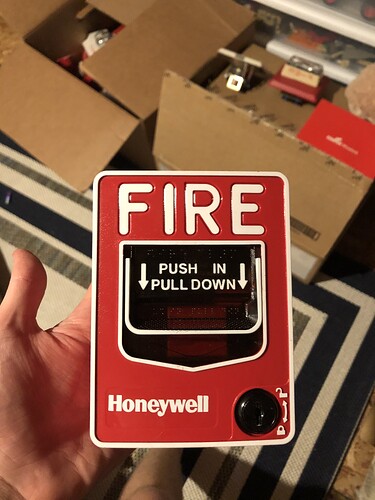 FIRE
PUSH IN
PULL DOWN
Honeywell